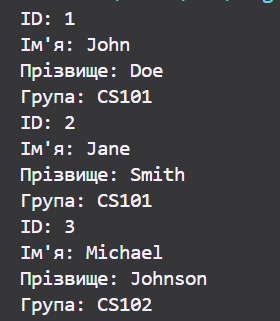 ID: 1
Ім'я: John
Прізвище: Doe
Група: CS101
ID: 2
Ім'я: Jane
Прізвище: Smith
Група: CS101
ID: 3
Ім'я: Michael
Прізвище: Johnson
Група: CS102